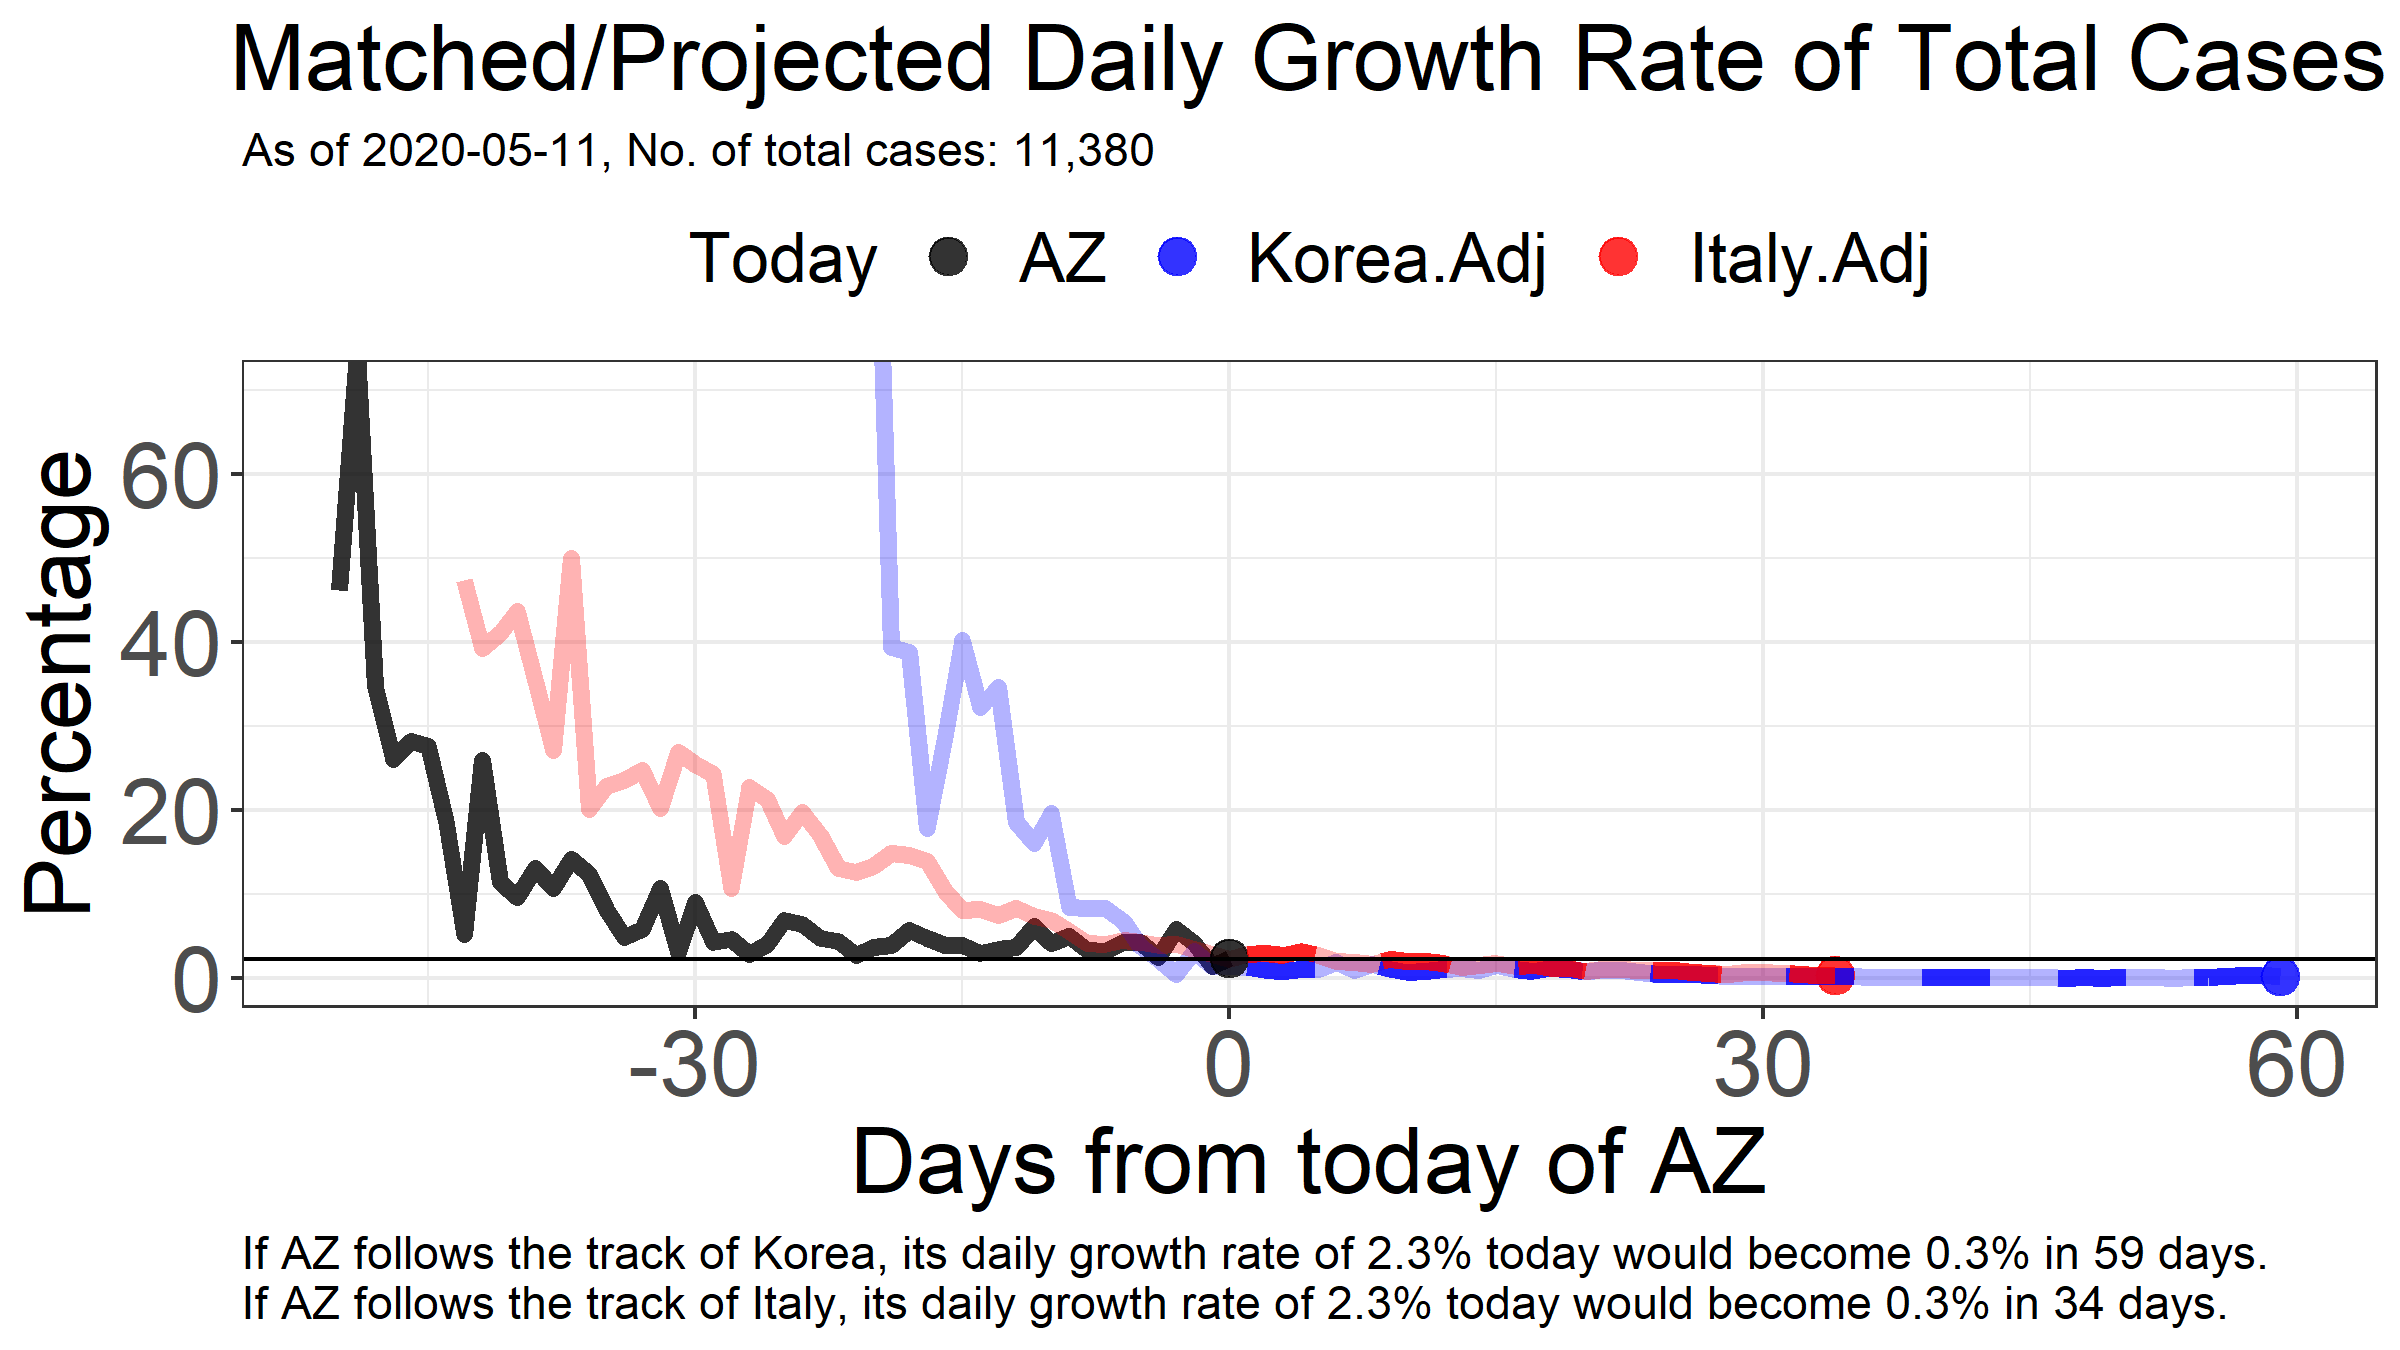 Matched/Projected Daily Growth Rate of Total Cases
As of 2020-05-11, No. of total cases: 11,380
Today AZ Korea.Adj Italy.Adj
Percentage
60
40
20
0
-30 0 30 60
Days from today of AZ
If AZ follows the track of Korea, its daily growth rate of 2.3% today would become 0.3% in 59 days.
If AZ follows the track of Italy, its daily growth rate of 2.3% today would become 0.3% in 34 days.